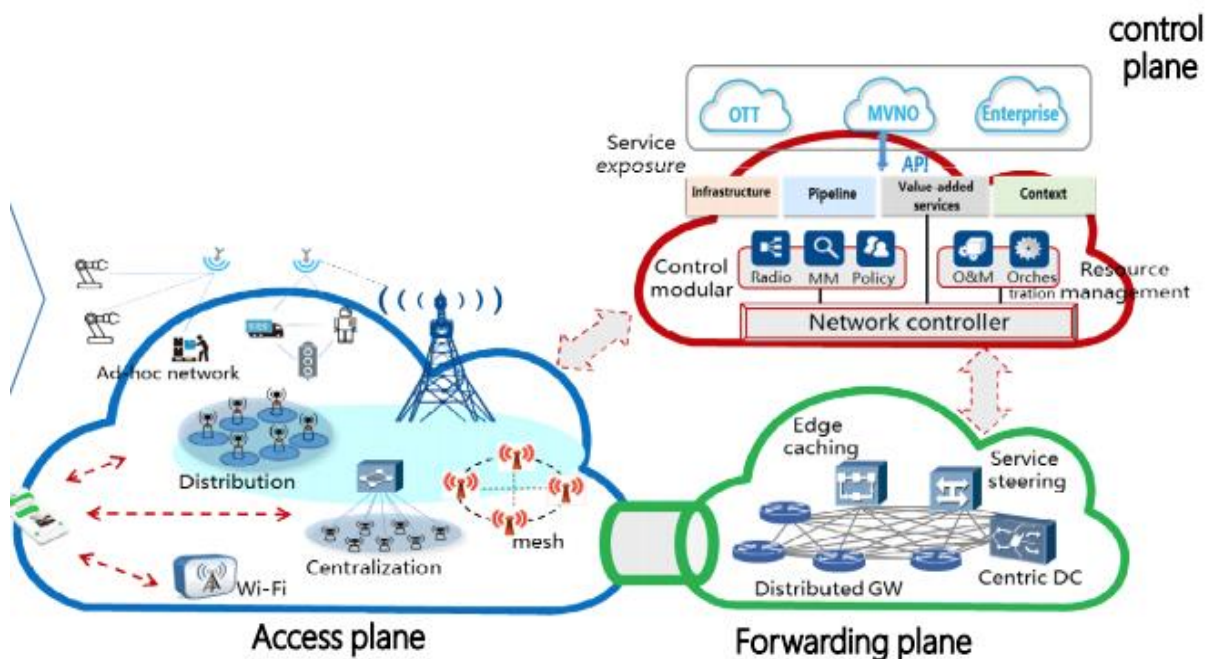 control
plane
OTT
MVNO
Enterprise
Service
exposure
API
Infrastructure
Pipeline
Value-added
services
Context
Control
modular
Radio
MM
Policy
O&M
Orches
tration
Resource
management
Network controller
Ad-hoc network
Distribution
Centralization
mesh
Wi-Fi
Access plane
Edge
caching
Service
steering
Distributed GW
Centric DC
Forwarding plane